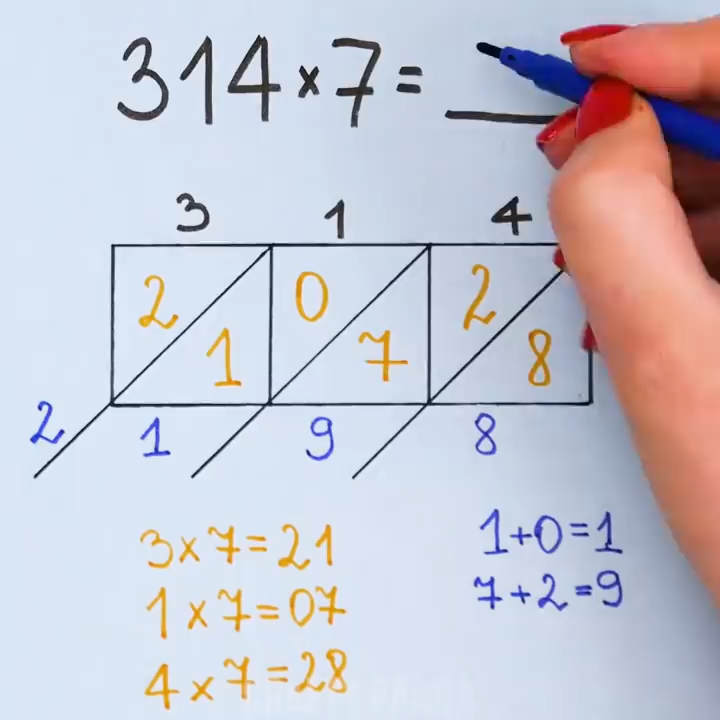 314×7=
3 1 4
2 0 2
1 7 8
2 1 9 8
3×7=21
1×7=07
4×7=28
1+0=1
7+2=9